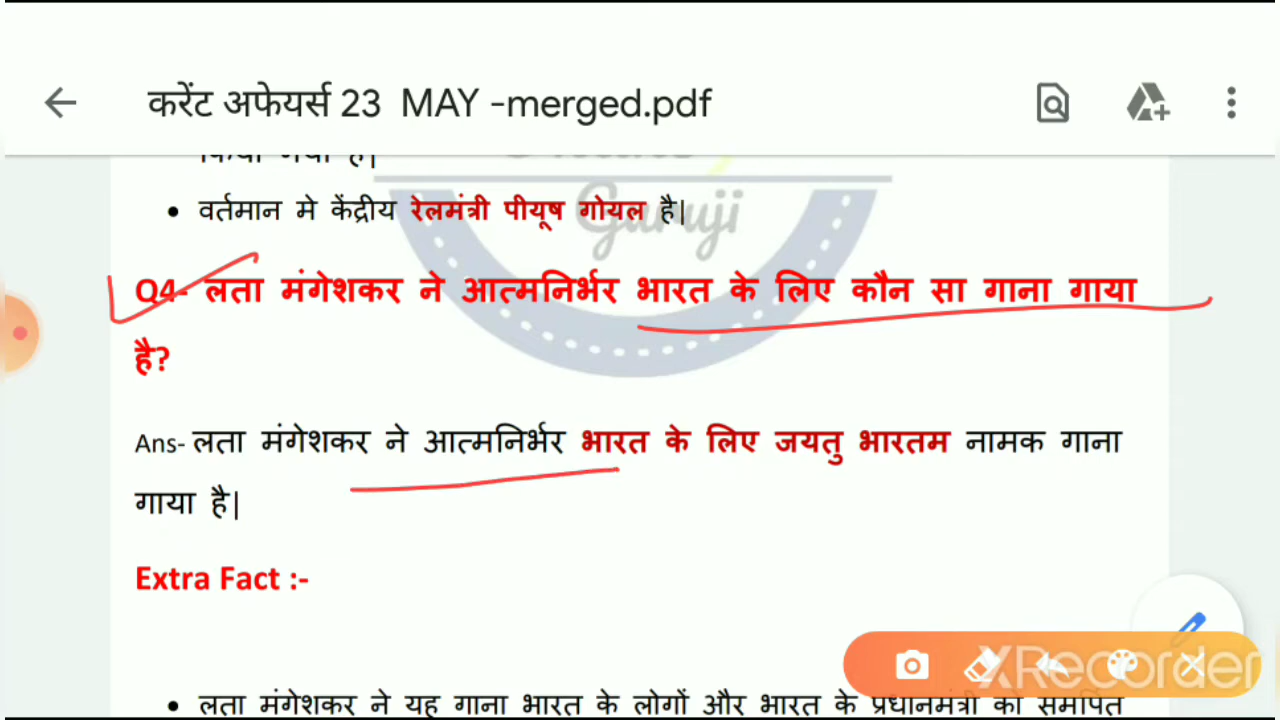 करेंट अफेयर्स 23 MAY -merged.pdf
किया गया है|
• वर्तमान मे केंद्रीय रेलमंत्री पीयूष गोयल है|
Guruji
Q4- लता मंगेशकर ने आत्मनिर्भर भारत के लिए कौन सा गाना गाया
है?
Ans- लता मंगेशकर ने आत्मनिर्भर भारत के लिए जयतु भारतम नामक गाना
गाया है|
Extra Fact :-
XRecorder
• लता मंगेशकर ने यह गाना भारत के लोगों और भारत के प्रधानमंत्री को समर्पित